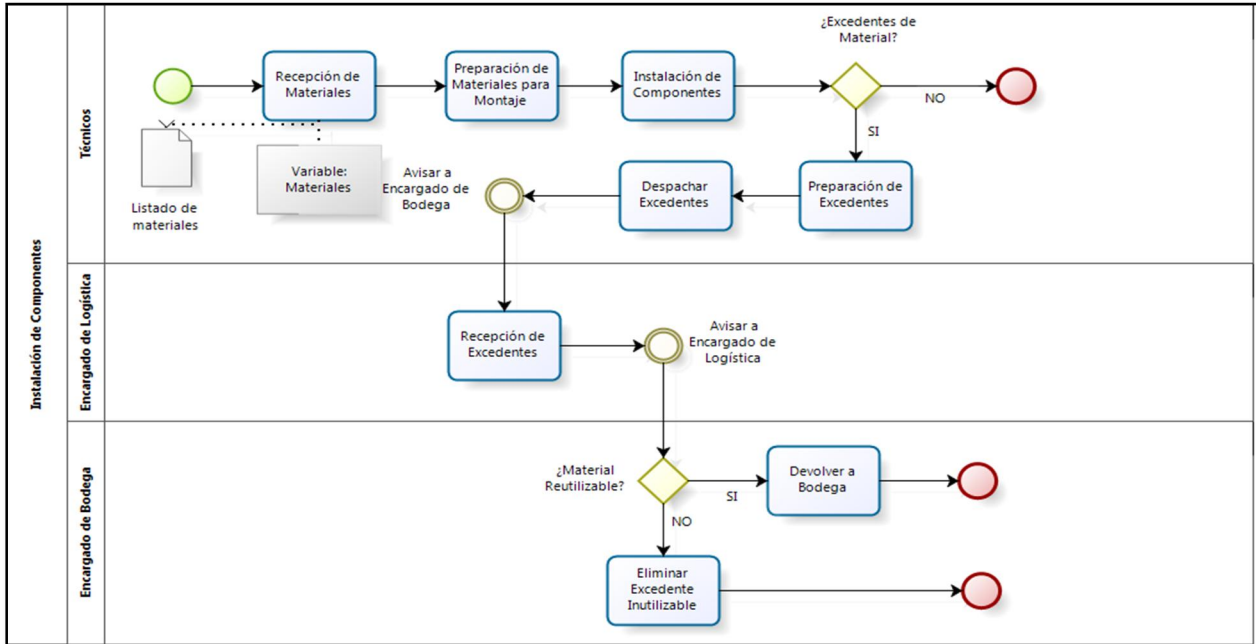 Instalación de Componentes
Técnicos
Recepción de
Materiales
Preparación de
Materiales para
Montaje
Instalación de
Componentes
¿Excedentes de
Material?
NO
SI
Listado de
materiales
Variable:
Materiales
Avisar a
Encargado de
Bodega
Despachar
Excedentes
Preparación de
Excedentes
Encargado de Logística
Recepción de
Excedentes
Avisar a
Encargado de
Logística
Encargado de Bodega
¿Material
Reutilizable?
SI
NO
Devolver a
Bodega
Eliminar
Excedente
Inutilizable